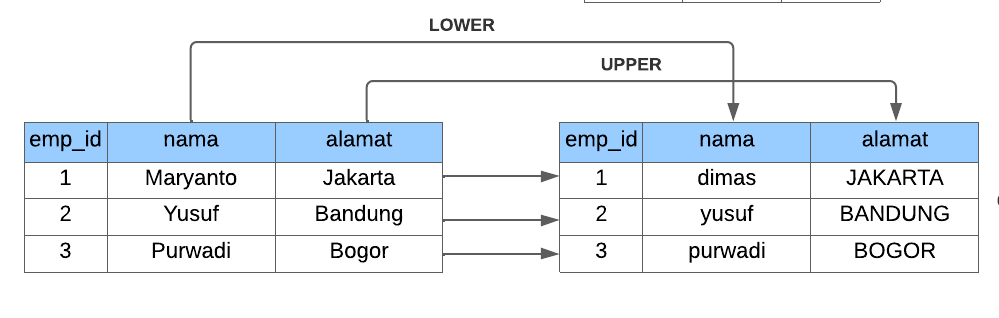 LOWER
UPPER
emp_id nama alamat emp_id nama alamat
1 Maryanto Jakarta 1 dimas JAKARTA
2 Yusuf Bandung 2 yusuf BANDUNG
3 Purwadi Bogor 3 purwadi BOGOR